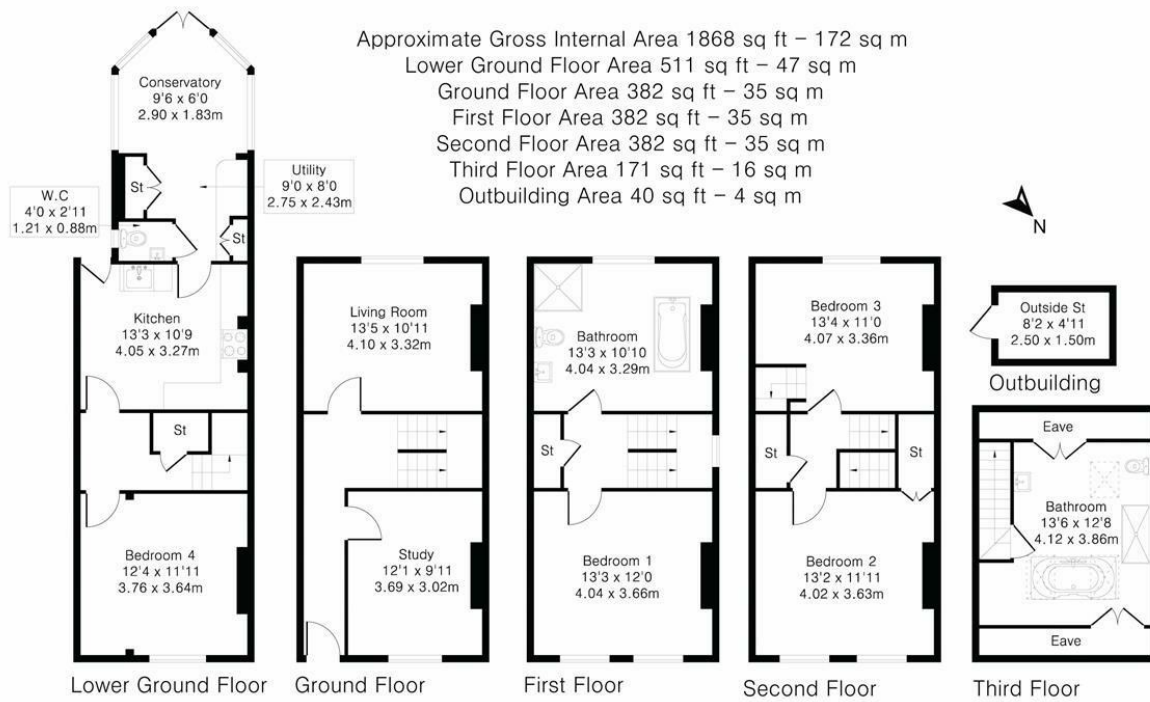 Approximate Gross Internal Area 1868 sq ft – 172 sq m
Lower Ground Floor Area 511 sq ft – 47 sq m
Ground Floor Area 382 sq ft – 35 sq m
First Floor Area 382 sq ft – 35 sq m
Second Floor Area 382 sq ft – 35 sq m
Third Floor Area 171 sq ft – 16 sq m
Outbuilding Area 40 sq ft – 4 sq m
N
Conservatory
9'6 x 6'0
2.90 x 1.83m
St
Utility
9'0 x 8'0
2.75 x 2.43m
W.C
4'0 x 2'11
1.21 x 0.88m
St
Kitchen
13'3 x 10'9
4.05 x 3.27m
St
Bedroom 4
12'4 x 11'11
3.76 x 3.64m
Lower Ground Floor
Living Room
13'5 x 10'11
4.10 x 3.32m
Study
12'1 x 9'11
3.69 x 3.02m
Ground Floor
Bathroom
13'3 x 10'10
4.04 x 3.29m
St
Bedroom 1
13'3 x 12'0
4.04 x 3.66m
First Floor
Bedroom 3
13'4 x 11'0
4.07 x 3.36m
St
St
Bedroom 2
13'2 x 11'11
4.02 x 3.63m
Second Floor
Outside St
8'2 x 4'11
2.50 x 1.50m
Outbuilding
Eave
Bathroom
13'6 x 12'8
4.12 x 3.86m
Eave
Third Floor